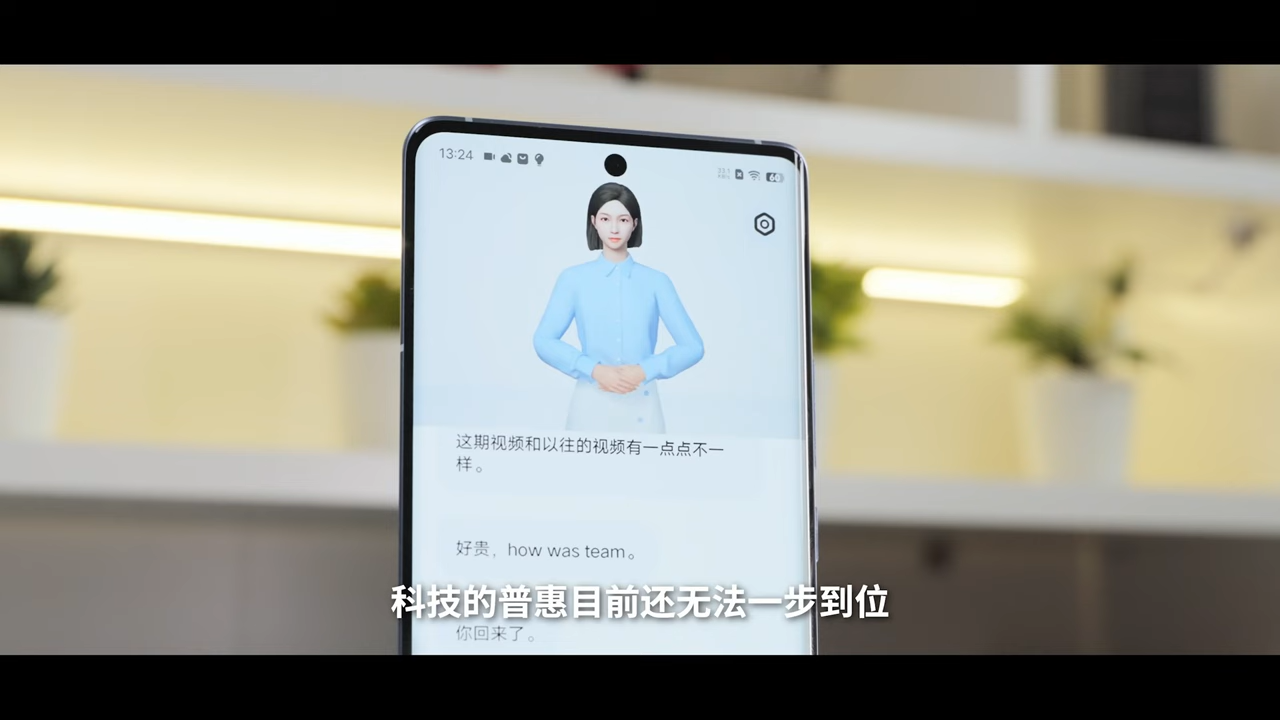 13:24
60
这期视频和以往的视频有一点点不一
样。
好贵，how was team。
科技的普惠目前还无法一步到位
你回来了。